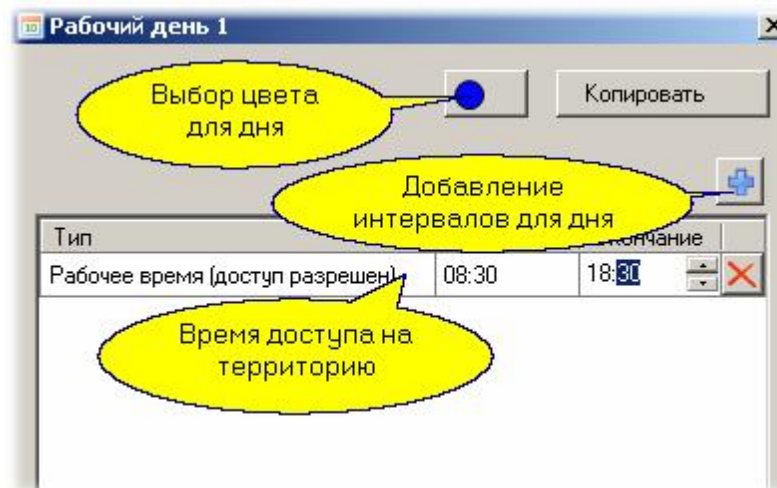 Рабочий день 1
Выбор цвета
для дня
Копировать
Добавление
интервалов для дня
Тип
Рабочее время (доступ разрешен)
08:30
18:30
Время доступа на
территорию